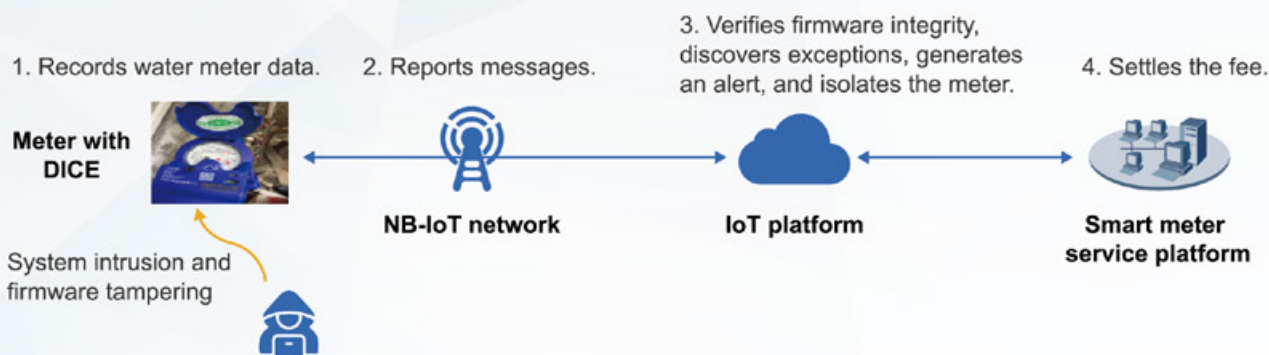 1. Records water meter data.
2. Reports messages.
3. Verifies firmware integrity,
discovers exceptions, generates
an alert, and isolates the meter.
4. Settles the fee.
Meter with
DICE
NB-IoT network
IoT platform
Smart meter
service platform
System intrusion and
firmware tampering